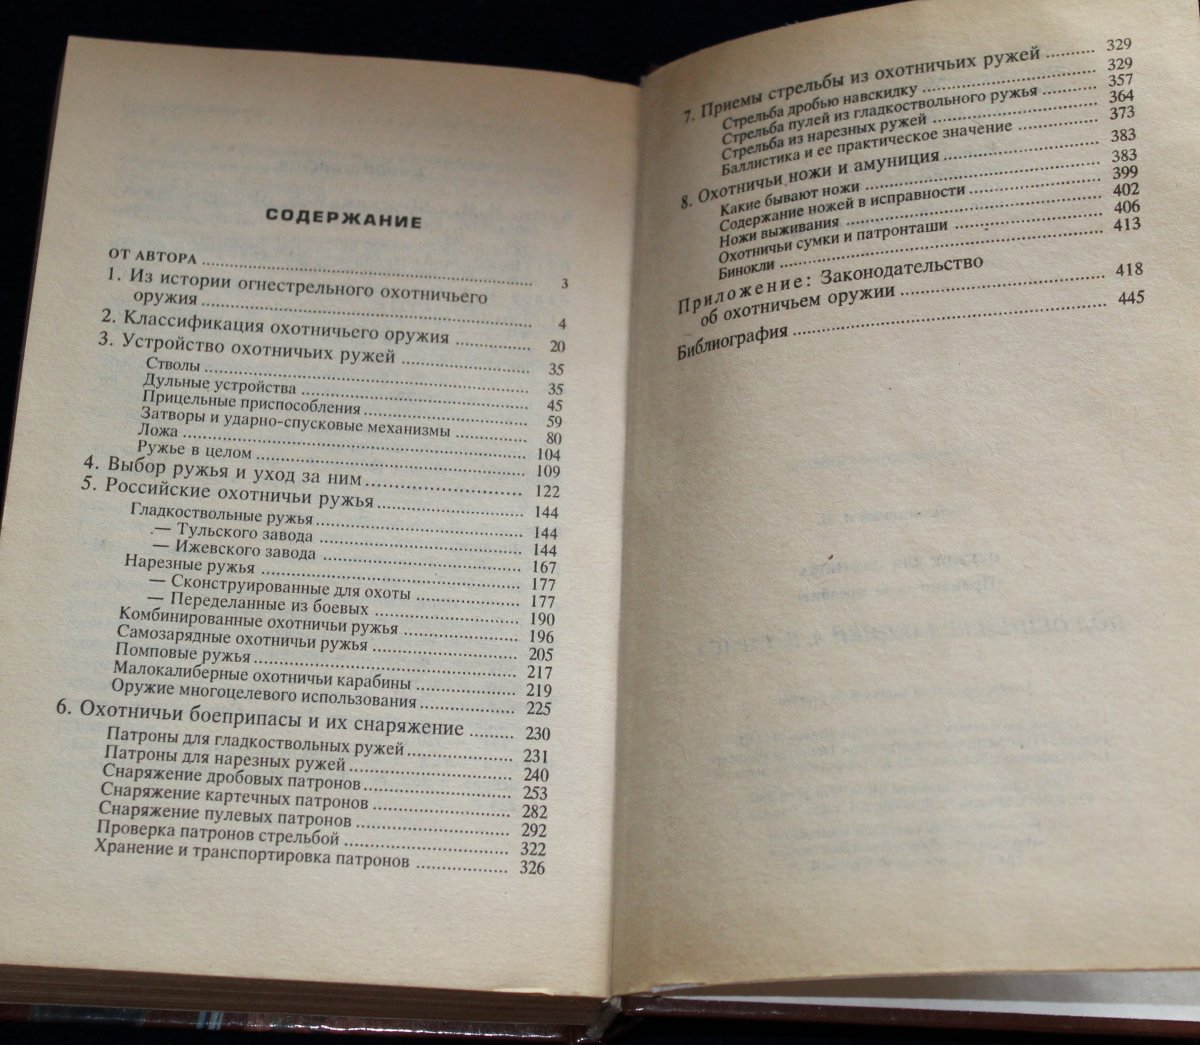 СОДЕРЖАНИЕ
ОТ АВТОРА ........ 3
1. Из истории огнестрельного охотничьего
оружия ........ 4
2. Классификация охотничьего оружия ........ 20
3. Устройство охотничьих ружей ........ 35
Стволы ........ 35
Дульные устройства ........ 45
Прицельные приспособления ........ 59
Затворы и ударно-спусковые механизмы ........ 80
Ложа ........ 104
Ружье в целом ........ 109
4. Выбор ружья и уход за ним ........ 122
5. Российские охотничьи ружья ........ 144
Гладкоствольные ружья ........ 144
— Тульского завода ........ 144
— Ижевского завода ........ 167
Нарезные ружья ........ 177
— Сконструированные для охоты ........ 177
— Переделанные из боевых ........ 190
Комбинированные охотничьи ружья ........ 196
Самозарядные охотничьи ружья ........ 205
Помповые ружья ........ 217
Малокалиберные охотничьи карабины ........ 219
Оружие многоцелевого использования ........ 225
6. Охотничьи боеприпасы и их снаряжение ........ 230
Патроны для гладкоствольных ружей ........ 231
Патроны для нарезных ружей ........ 240
Снаряжение дробовых патронов ........ 253
Снаряжение картечных патронов ........ 282
Снаряжение пулевых патронов ........ 292
Проверка патронов стрельбой ........ 322
Хранение и транспортировка патронов ........ 326
7. Приемы стрельбы из охотничьих ружей ........ 329
Стрельба дробью навскидку ........ 329
Стрельба пулей из гладкоствольного ружья ........ 357
Стрельба из нарезных ружей ........ 364
Баллистика и ее практическое значение ........ 373
8. Охотничьи ножи и амуниция ........ 383
Какие бывают ножи ........ 383
Содержание ножей в исправности ........ 399
Ножи выживания ........ 402
Охотничьи сумки и патронташи ........ 406
Бинокли ........ 413
Приложение: Законодательство
об охотничьем оружии ........ 418
Библиография ........ 445